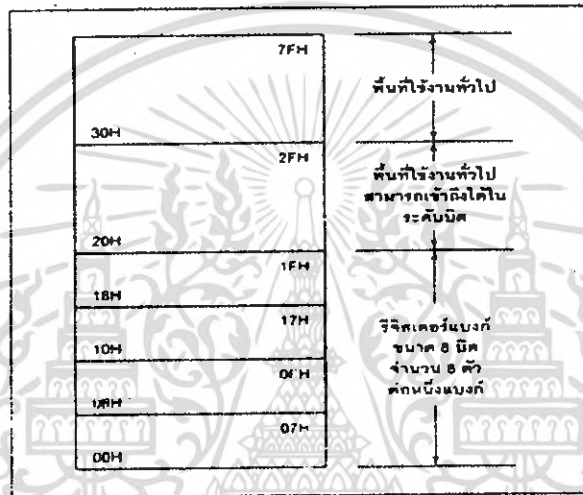 7FH
พื้นที่ใช้งานทั่วไป
30H
2FH
พื้นที่ใช้งานทั่วไป
สามารถเข้าถึงได้ใน
ระดับบิต
20H
1FH
18H
17H
10H
0FH
08H
07H
00H
รีจิสเตอร์แบงก์
ขนาด 8 บิต
จำนวน 8 ตัว
ต่อหนึ่งแบงก์